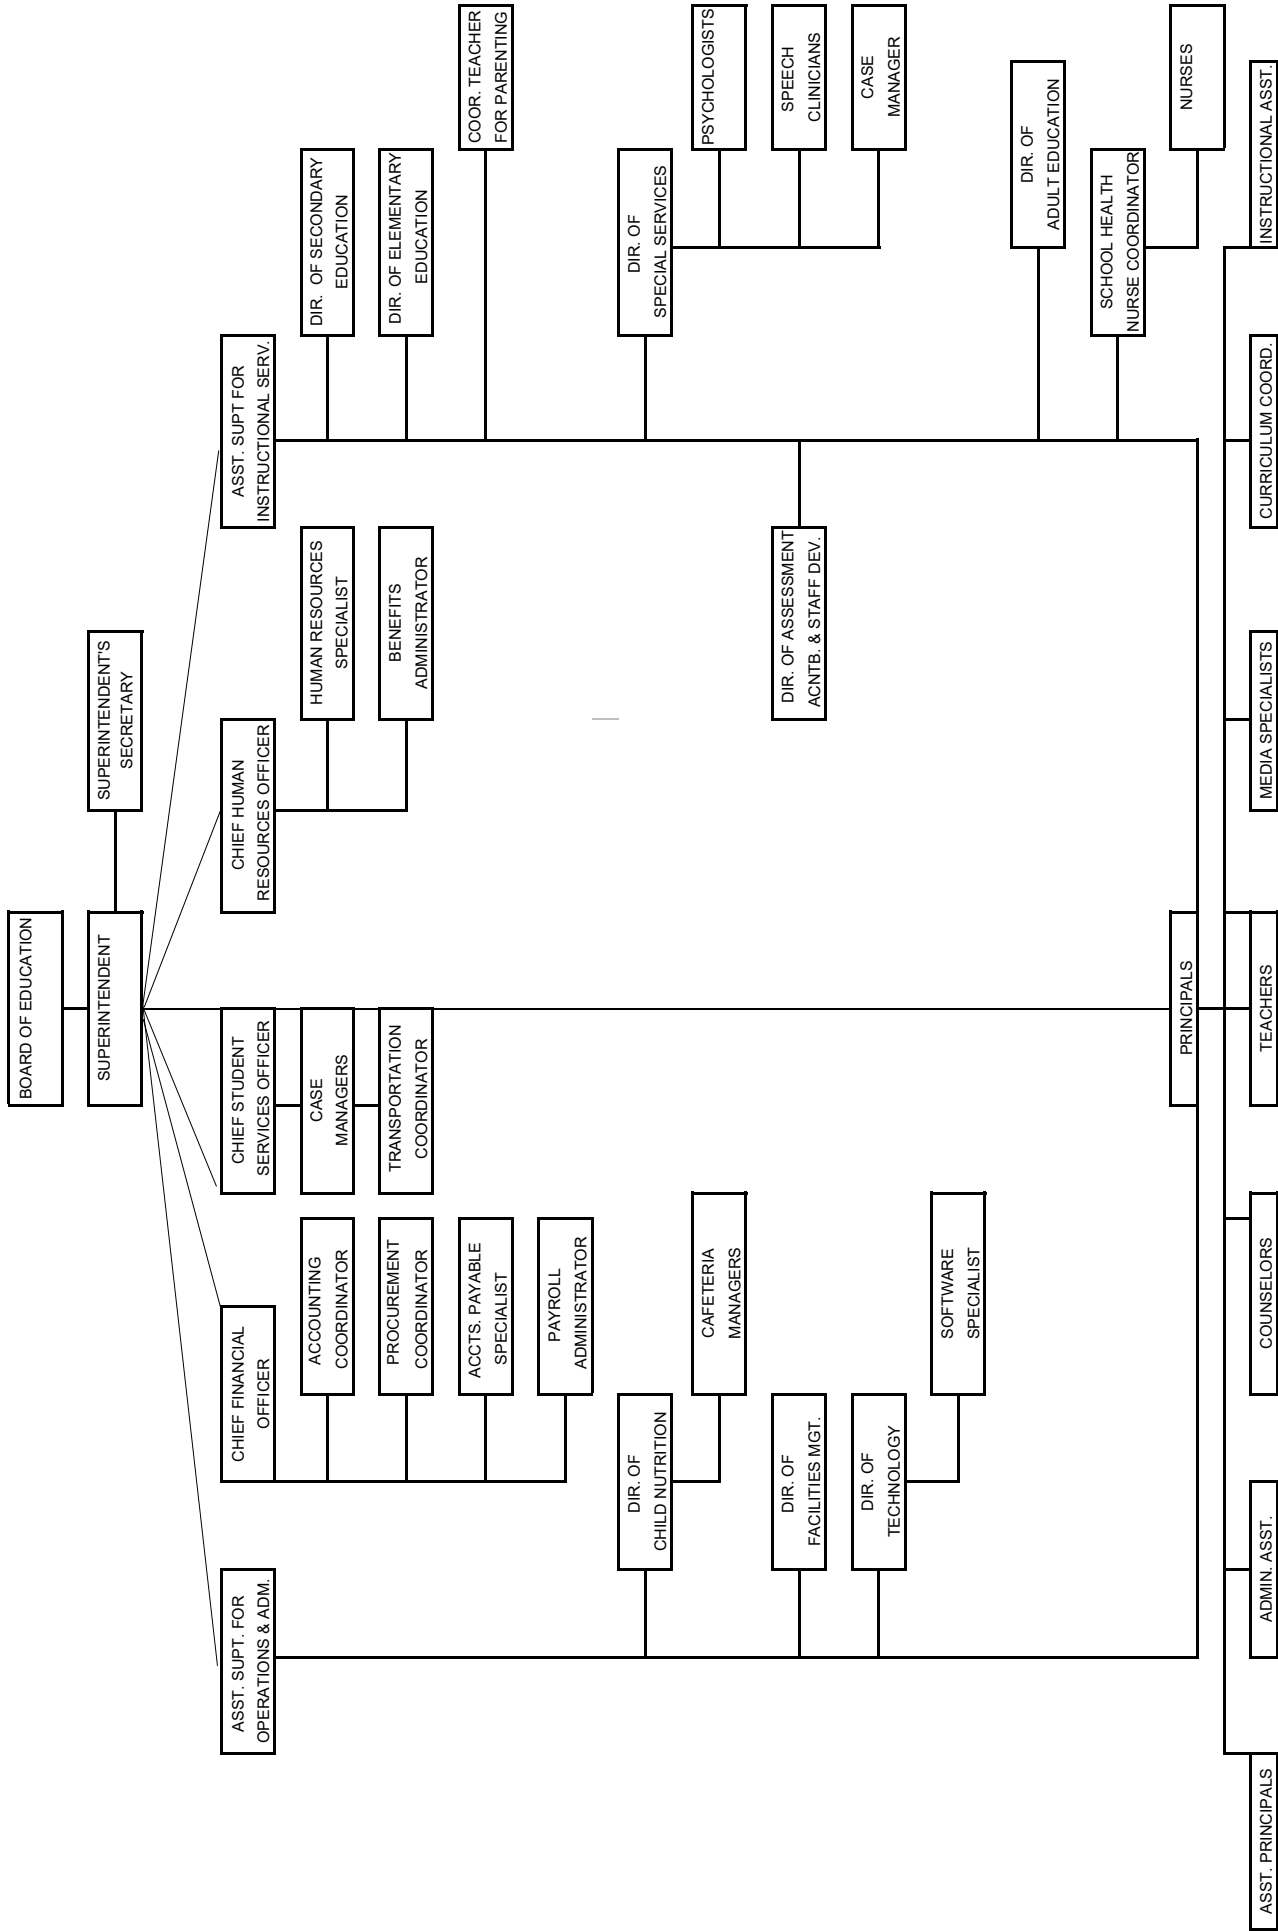 BOARD OF EDUCATION
SUPERINTENDENT
SUPERINTENDENT'S
SECRETARY
ASST. SUPT. FOR
OPERATIONS & ADM.
CHIEF FINANCIAL
OFFICER
CHIEF STUDENT
SERVICES OFFICER
CHIEF HUMAN
RESOURCES OFFICER
ASST. SUPT FOR
INSTRUCTIONAL SERV.
ACCOUNTING
COORDINATOR
CASE
MANAGERS
HUMAN RESOURCES
SPECIALIST
DIR. OF SECONDARY
EDUCATION
PROCUREMENT
COORDINATOR
TRANSPORTATION
COORDINATOR
BENEFITS
ADMINISTRATOR
DIR. OF ELEMENTARY
EDUCATION
ACCTS. PAYABLE
SPECIALIST
COOR. TEACHER
FOR PARENTING
PAYROLL
ADMINISTRATOR
DIR. OF
CHILD NUTRITION
DIR. OF
SPECIAL SERVICES
CAFETERIA
MANAGERS
PSYCHOLOGISTS
DIR. OF
FACILITIES MGT.
DIR. OF ASSESSMENT
ACNTB. & STAFF DEV.
SPEECH
CLINICIANS
DIR. OF
TECHNOLOGY
CASE
MANAGER
SOFTWARE
SPECIALIST
DIR. OF
ADULT EDUCATION
SCHOOL HEALTH
NURSE COORDINATOR
PRINCIPALS
NURSES
ASST. PRINCIPALS
ADMIN. ASST.
COUNSELORS
TEACHERS
MEDIA SPECIALISTS
CURRICULUM COORD.
INSTRUCTIONAL ASST.